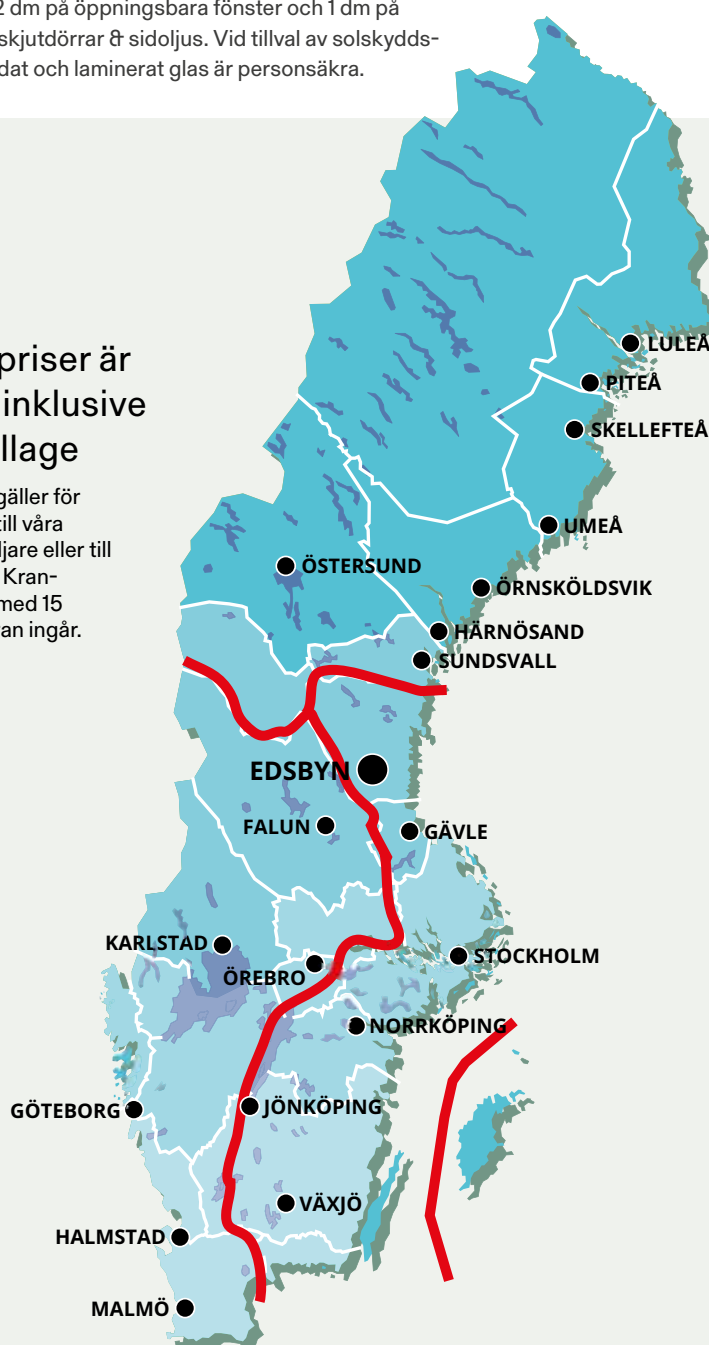 2 dm på öppningsbara fönster och 1 dm på
skjutdörrar & sidoljus. Vid tillval av solskydds-
dat och laminerat glas är personsäkra.
priser är
inklusive
llage
gäller för
till våra
ljare eller till
Kran-
med 15
ran ingår.
LULEÅ
PITEÅ
SKELLEFTEÅ
UMEÅ
ÖSTERSUND
ÖRNSKÖLDSVIK
HÄRNÖSAND
SUNDSVALL
EDSBYN
FALUN
GÄVLE
KARLSTAD
STOCKHOLM
ÖREBRO
NORRKÖPING
GÖTEBORG
JÖNKÖPING
VÄXJÖ
HALMSTAD
MALMÖ